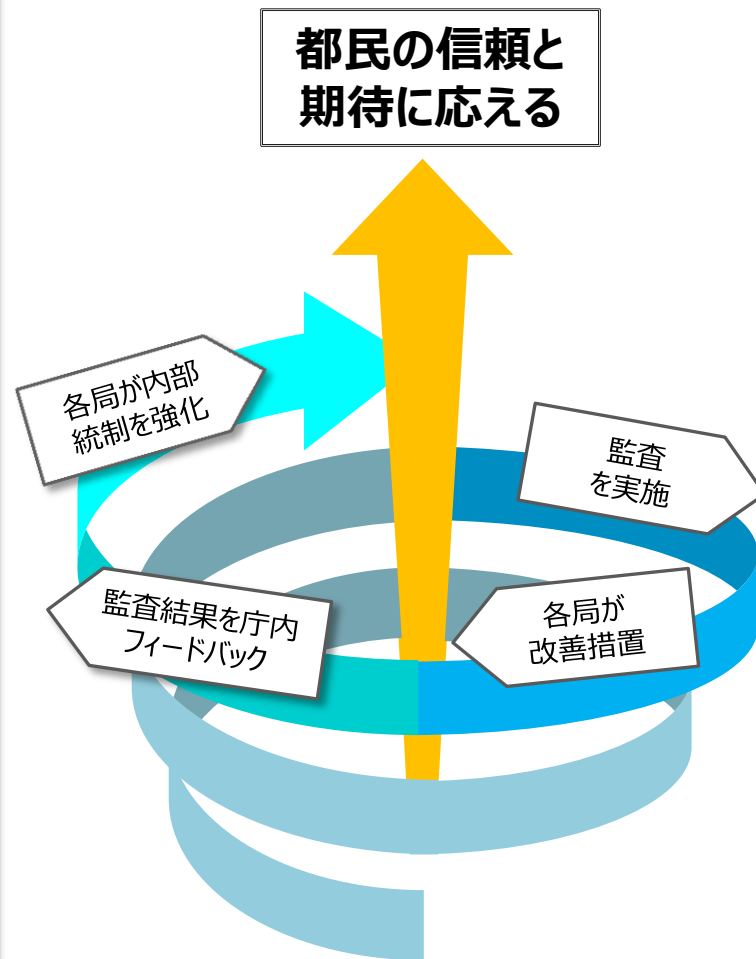 都民の信頼と
期待に応える
各局が内部
統制を強化
監査
を実施
監査結果を庁内
フィードバック
各局が
改善措置